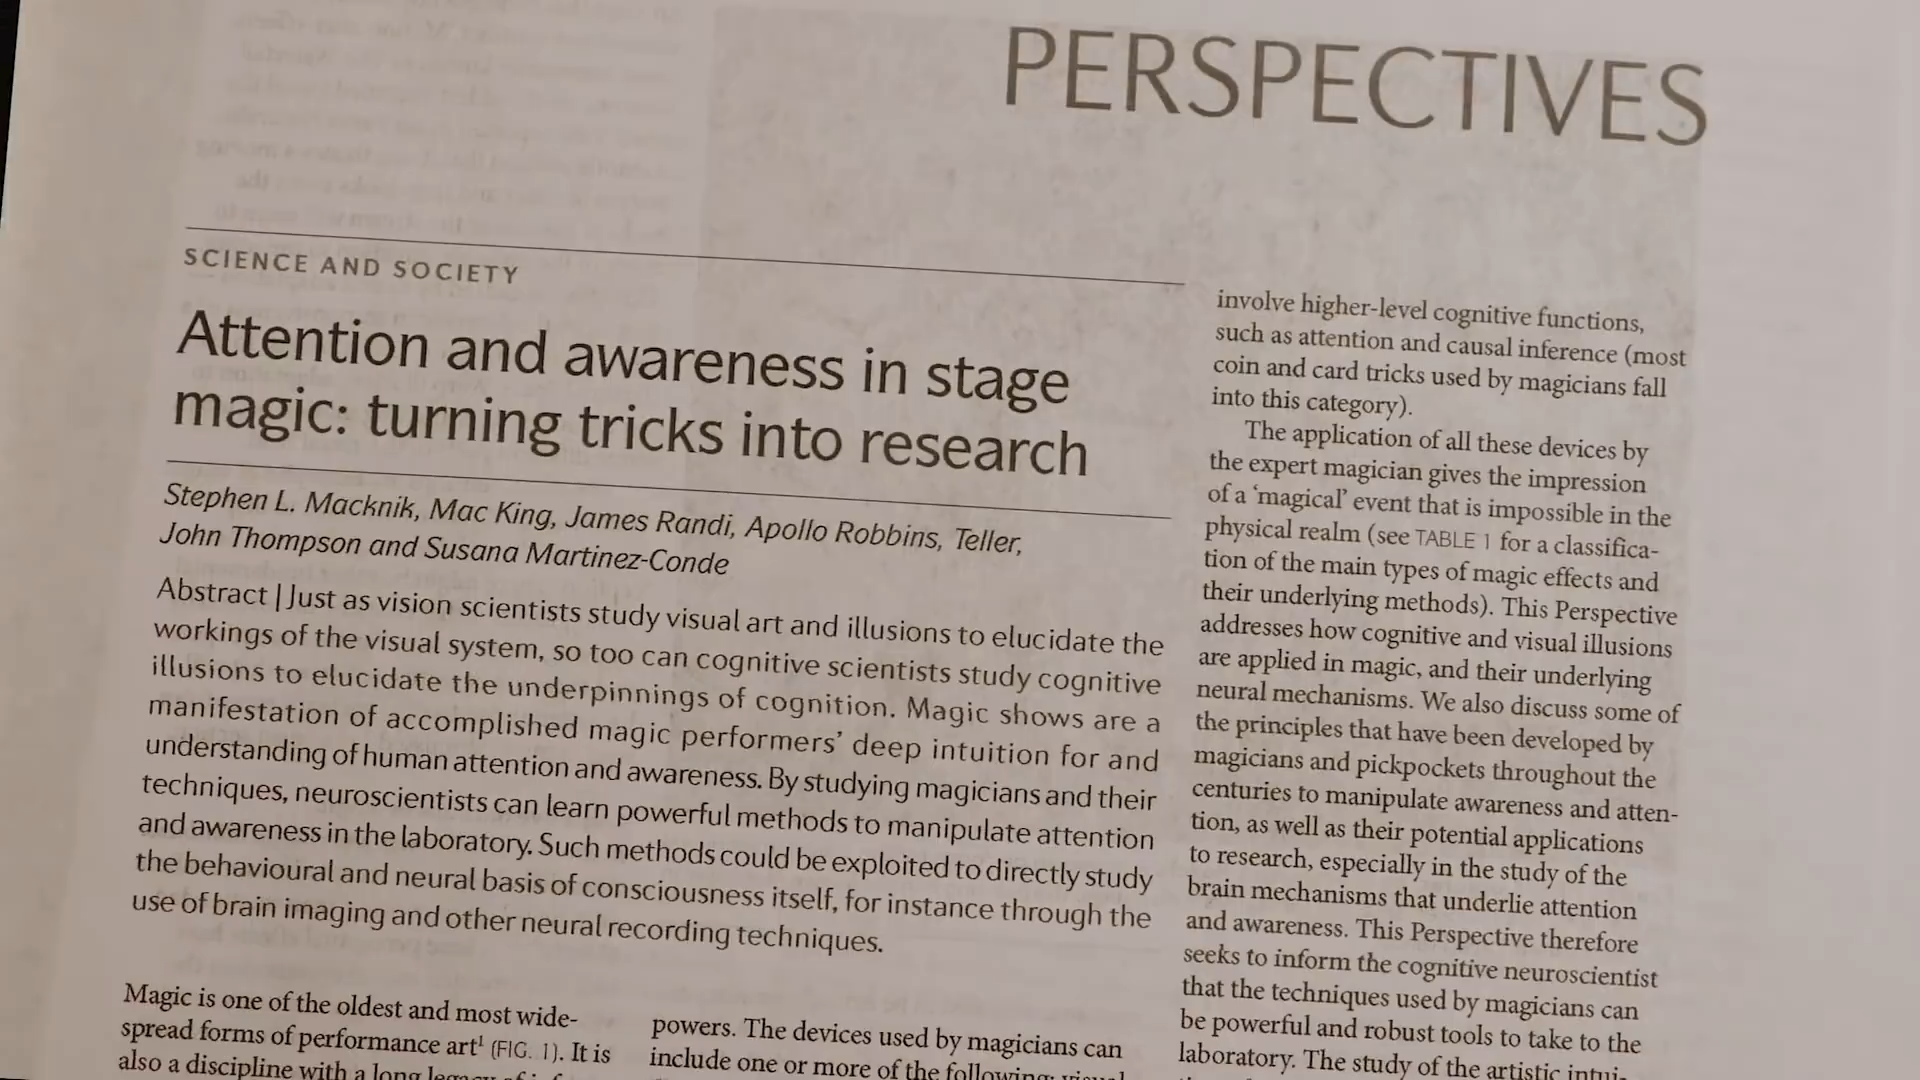 PERSPECTIVES
SCIENCE AND SOCIETY
Attention and awareness in stage
magic: turning tricks into research
Stephen L. Macknik, Mac King, James Randi, Apollo Robbins, Teller,
John Thompson and Susana Martinez-Conde
Abstract | Just as vision scientists study visual art and illusions to elucidate the
workings of the visual system, so too can cognitive scientists study cognitive
illusions to elucidate the underpinnings of cognition. Magic shows are a
manifestation of accomplished magic performers' deep intuition for and
understanding of human attention and awareness. By studying magicians and their
techniques, neuroscientists can learn powerful methods to manipulate attention
and awareness in the laboratory. Such methods could be exploited to directly study
the behavioural and neural basis of consciousness itself, for instance through the
use of brain imaging and other neural recording techniques.
Magic is one of the oldest and most wide-
spread forms of performance art¹ (FIG. 1). It is
also a discipline with a long legacy of
powers. The devices used by magicians can
include one or more of the following: visual
involve higher-level cognitive functions,
such as attention and causal inference (most
coin and card tricks used by magicians fall
into this category).
The application of all these devices by
the expert magician gives the impression
of a 'magical' event that is impossible in the
physical realm (see TABLE 1 for a classifica-
tion of the main types of magic effects and
their underlying methods). This Perspective
addresses how cognitive and visual illusions
are applied in magic, and their underlying
neural mechanisms. We also discuss some of
the principles that have been developed by
magicians and pickpockets throughout the
centuries to manipulate awareness and atten-
tion, as well as their potential applications
to research, especially in the study of the
brain mechanisms that underlie attention
and awareness. This Perspective therefore
seeks to inform the cognitive neuroscientist
that the techniques used by magicians can
be powerful and robust tools to take to the
laboratory. The study of the artistic intui-